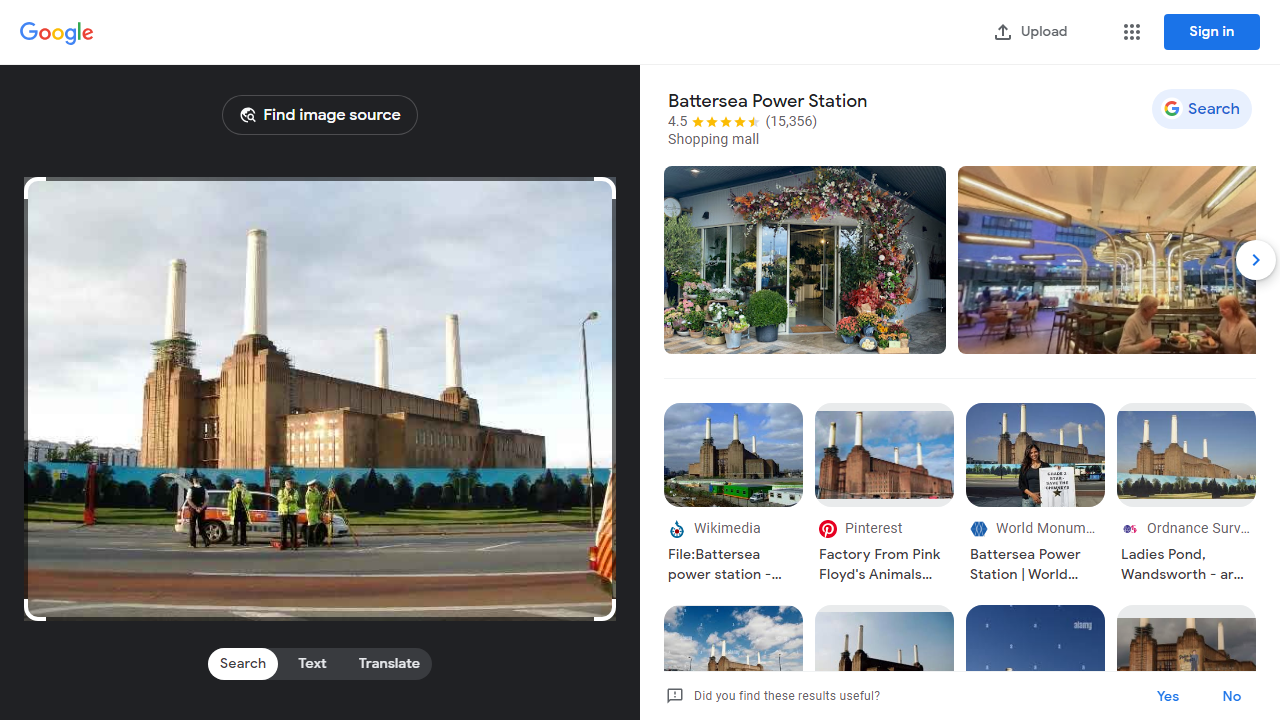 Google
Upload
Sign in
Find image source
Battersea Power Station
4.5 (15,356)
Shopping mall
Search
Wikimedia
File:Battersea
power station -...
Pinterest
Factory From Pink
Floyd's Animals...
World Monum...
Battersea Power
Station | World...
Ordnance Surv...
Ladies Pond,
Wandsworth - ar...
alamy
Search
Text
Translate
Did you find these results useful?
Yes
No